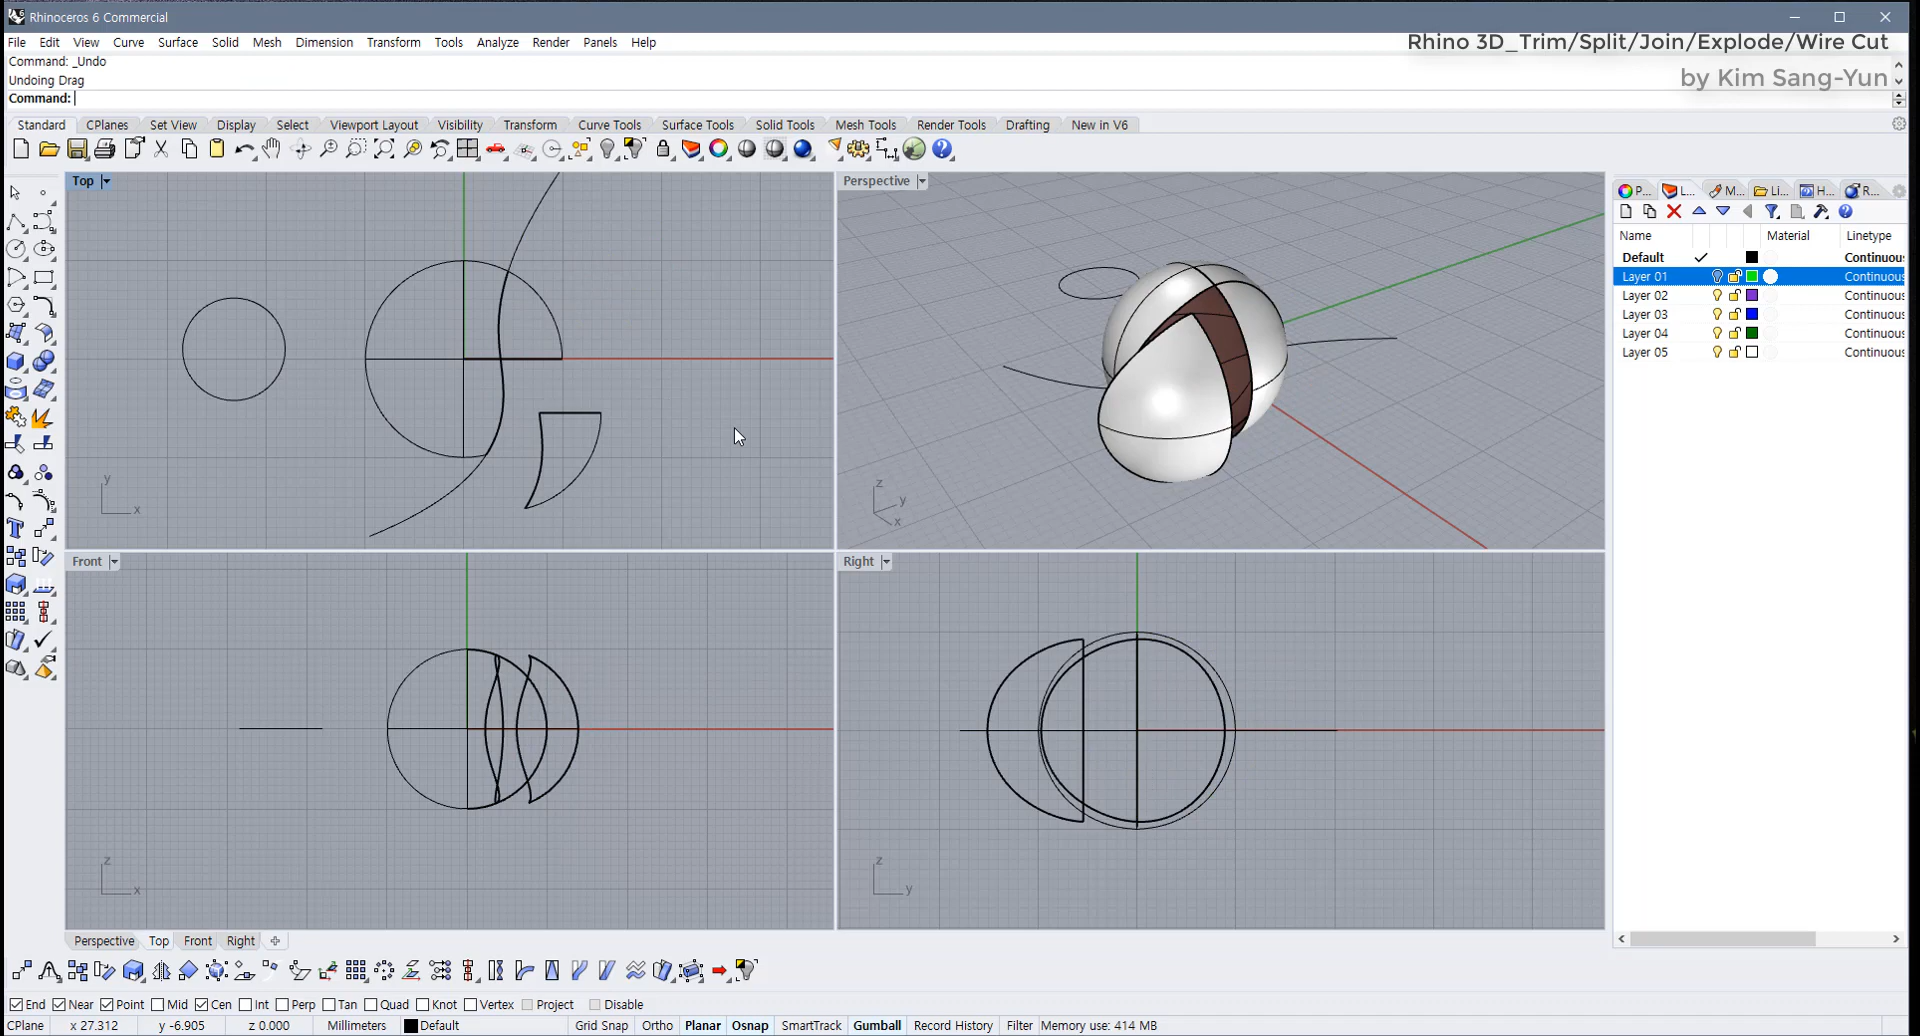 Rhinoceros 6 Commercial
File Edit View Curve Surface Solid Mesh Dimension Transform Tools Analyze Render Panels Help
Rhino 3D_Trim/Split/Join/Explode/Wire Cut
by Kim Sang-Yun
Command: _Undo
Undoing Drag
Command:
Standard CPlanes Set View Display Select Viewport Layout Visibility Transform Curve Tools Surface Tools Solid Tools Mesh Tools Render Tools Drafting New in V6
Top
Perspective
P... L... M... Li... H... R...
Name Material Linetype
Default Continuous
Layer 01 Continuous
Layer 02 Continuous
Layer 03 Continuous
Layer 04 Continuous
Layer 05 Continuous
y
x
z
y
x
Front
Right
z
x
z
y
Perspective Top Front Right
End Near Point Mid Cen Int Perp Tan Quad Knot Vertex Project Disable
CPlane x 27.312 y -6.905 z 0.000 Millimeters Default Grid Snap Ortho Planar Osnap SmartTrack Gumball Record History Filter Memory use: 414 MB